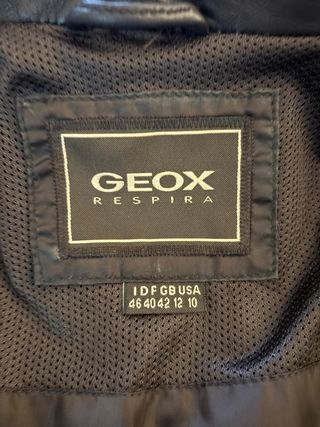 GEOX
RESPIRA
I D F GB USA
46 40 42 12 10